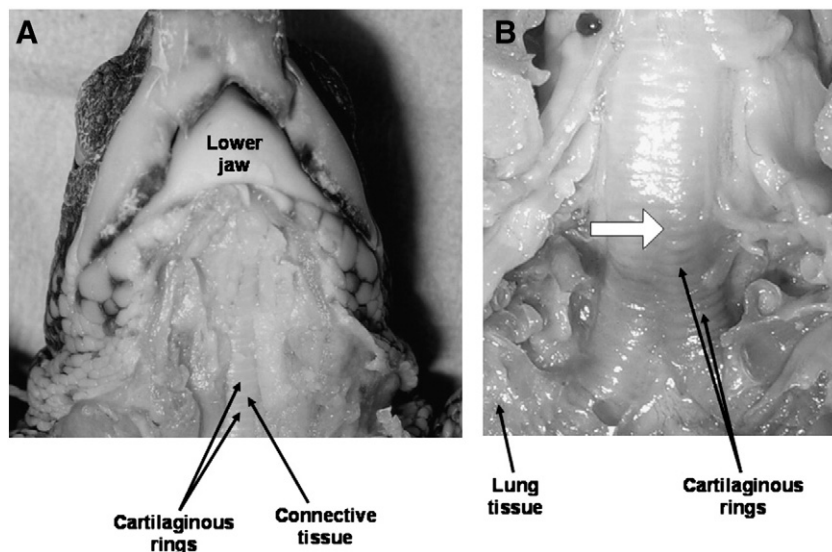 A
Lower
jaw
Cartilaginous
rings
Connective
tissue
B
Lung
tissue
Cartilaginous
rings